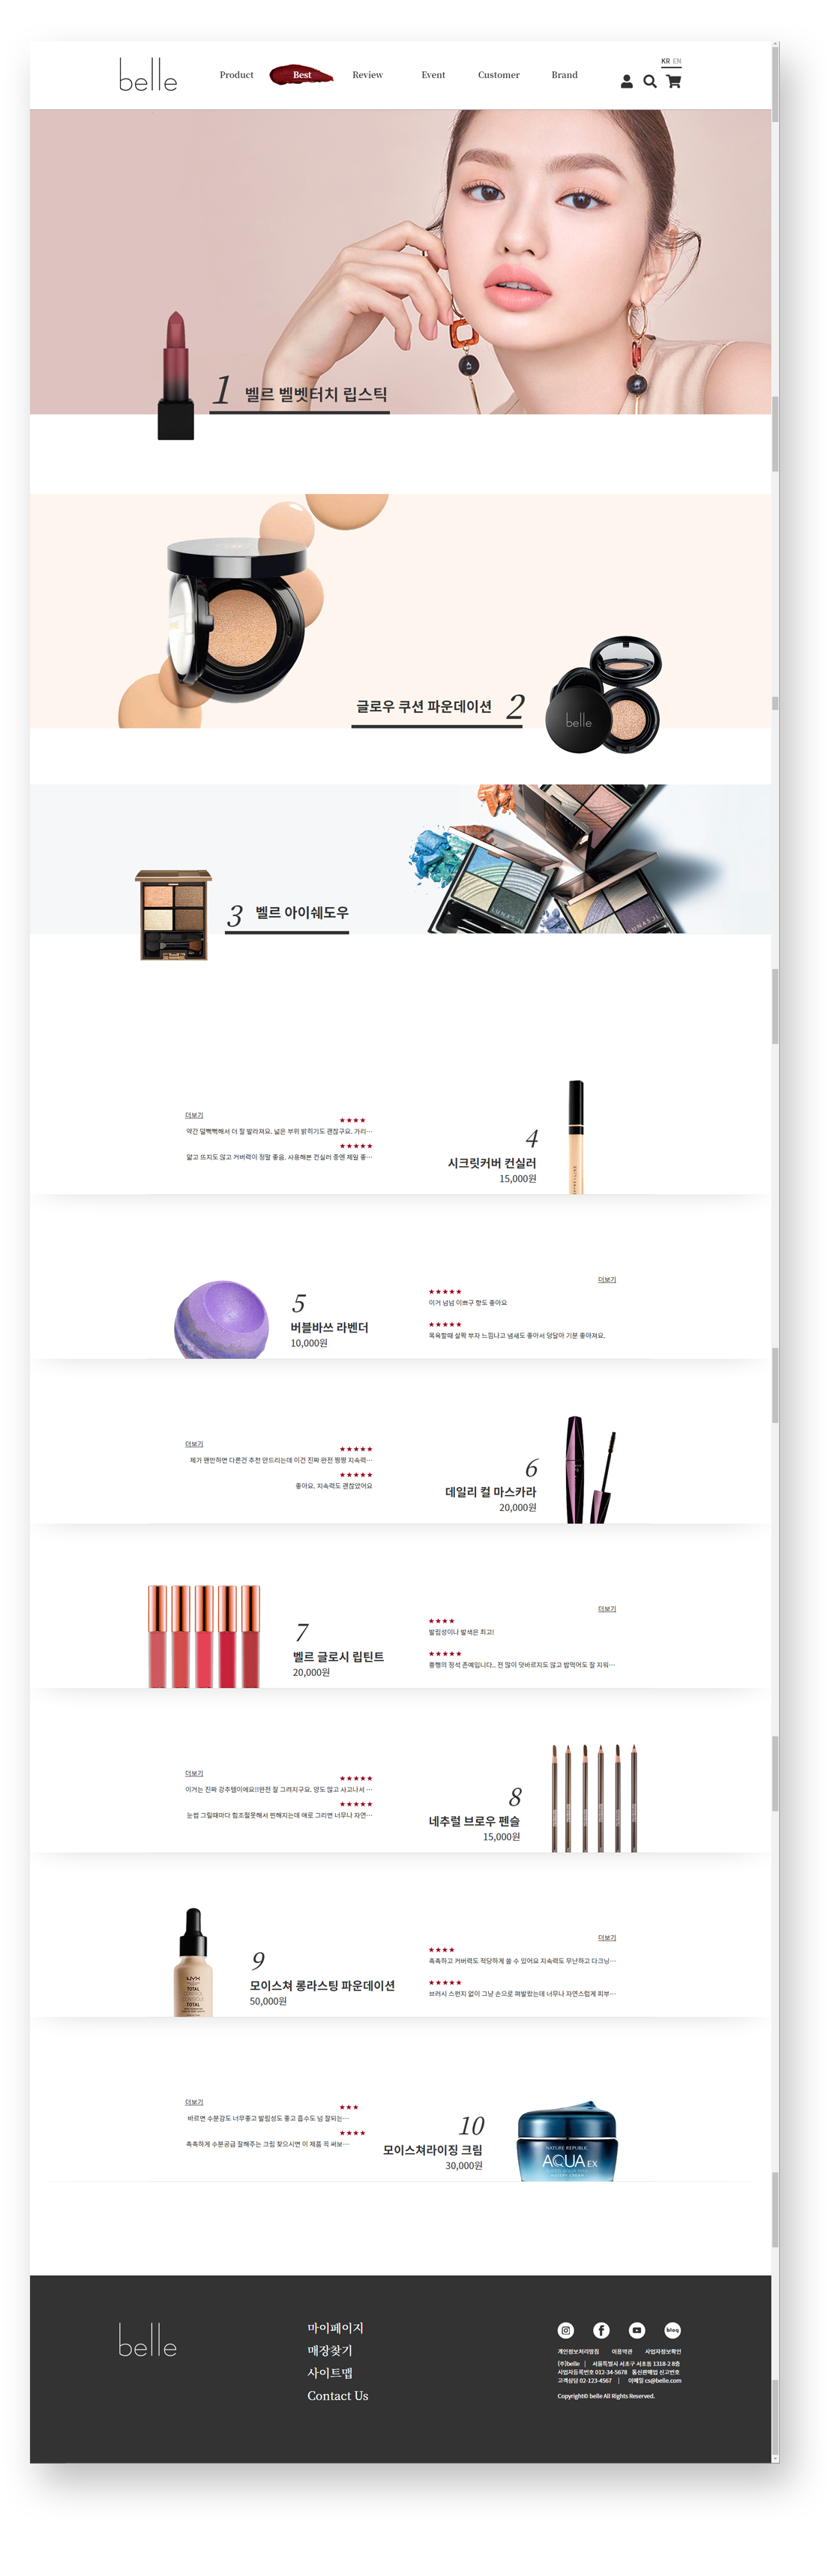 belle
Product Best Review Event Customer Brand
KR EN
1 벨르 벨벳터치 립스틱
글로우 쿠션 파운데이션 2
belle
3 벨르 아이쉐도우
LUNASOL
더보기
★★★★
약간 덜뻑뻑해서 더 잘 발라져요. 넓은 부위 밝히기도 괜찮구요. 가리…
★★★★★
얇고 뜨지도 않고 커버력이 정말 좋음. 사용해본 컨실러 중엔 제일 좋…
4
시크릿커버 컨실러
15,000원
5
버블바쓰 라벤더
10,000원
더보기
★★★★★
이거 넘넘 이쁘구 향도 좋아요
★★★★★
목욕할때 살짝 부자 느낌나고 냄새도 좋아서 덩달아 기분 좋아져요.
더보기
★★★★★
제가 왠만하면 다른건 추천 안드리는데 이건 진짜 완전 짱짱 지속력…
★★★★★
좋아요. 지속력도 괜찮았어요
6
데일리 컬 마스카라
20,000원
7
벨르 글로시 립틴트
20,000원
더보기
★★★★
발림성이나 발색은 최고!
★★★★★
쥼쨍의 정석 존예입니다.. 전 많이 덧바르지도 않고 밥먹어도 잘 지워…
더보기
★★★★★
이거는 진짜 강추템이에요!!완전 잘 그려지구요. 양도 많고 사고나서 …
★★★★★
눈썹 그릴때마다 힘조절못해서 찐해지는데 얘로 그리면 너무나 자연…
8
네추럴 브로우 펜슬
15,000원
9
모이스쳐 롱라스팅 파운데이션
50,000원
NYX
TOTAL
CONTROL
TOTAL
더보기
★★★★
촉촉하고 커버력도 적당하게 쓸 수 있어요 지속력도 무난하고 다크닝…
★★★★★
브러시 스펀지 없이 그냥 손으로 펴발랐는데 너무나 자연스럽게 피부…
더보기
★★★
바르면 수분감도 너무좋고 발림성도 좋고 흡수도 넘 잘되는…
★★★★
촉촉하게 수분공급 잘해주는 크림 찾으시면 이 제품 꼭 써보…
10
모이스쳐라이징 크림
30,000원
NATURE REPUBLIC
AQUA EX
belle
마이페이지
매장찾기
사이트맵
Contact Us
blog
개인정보처리방침 이용약관 사업자정보확인
(주)belle | 서울특별시 서초구 서초동 1318-2 8층
사업자등록번호 012-34-5678 통신판매업 신고번호
고객상담 02-123-4567 | 이메일 cs@belle.com
Copyright© belle All Rights Reserved.